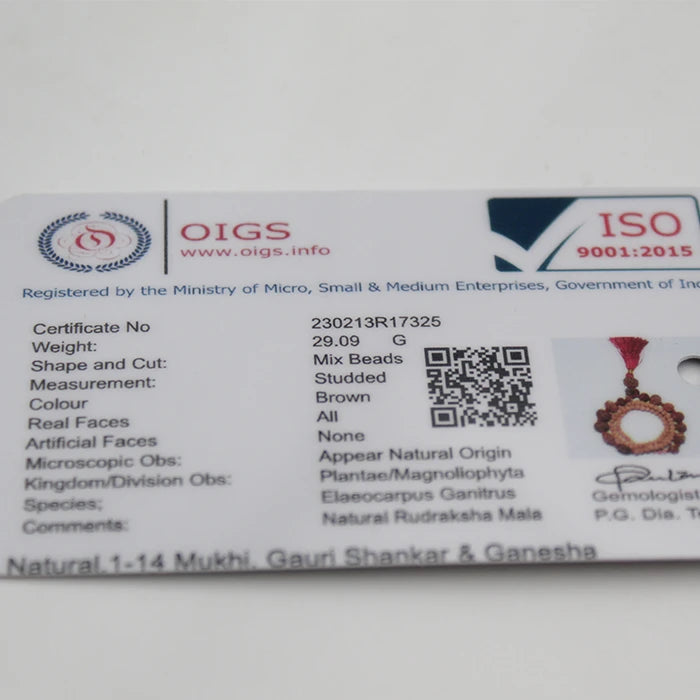 OIGS
www.oigs.info
ISO
9001:2015
Registered by the Ministry of Micro, Small & Medium Enterprises, Government of Ind
Certificate No 230213R17325
Weight: 29.09 G
Shape and Cut: Mix Beads
Measurement: Studded
Colour Brown
Real Faces All
Artificial Faces None
Microscopic Obs: Appear Natural Origin
Kingdom/Division Obs: Plantae/Magnoliophyta
Species; Elaeocarpus Ganitrus
Comments: Natural Rudraksha Mala
Gemologist
P.G. Dia. T
Natural,1-14 Mukhi, Gauri Shankar & Ganesha